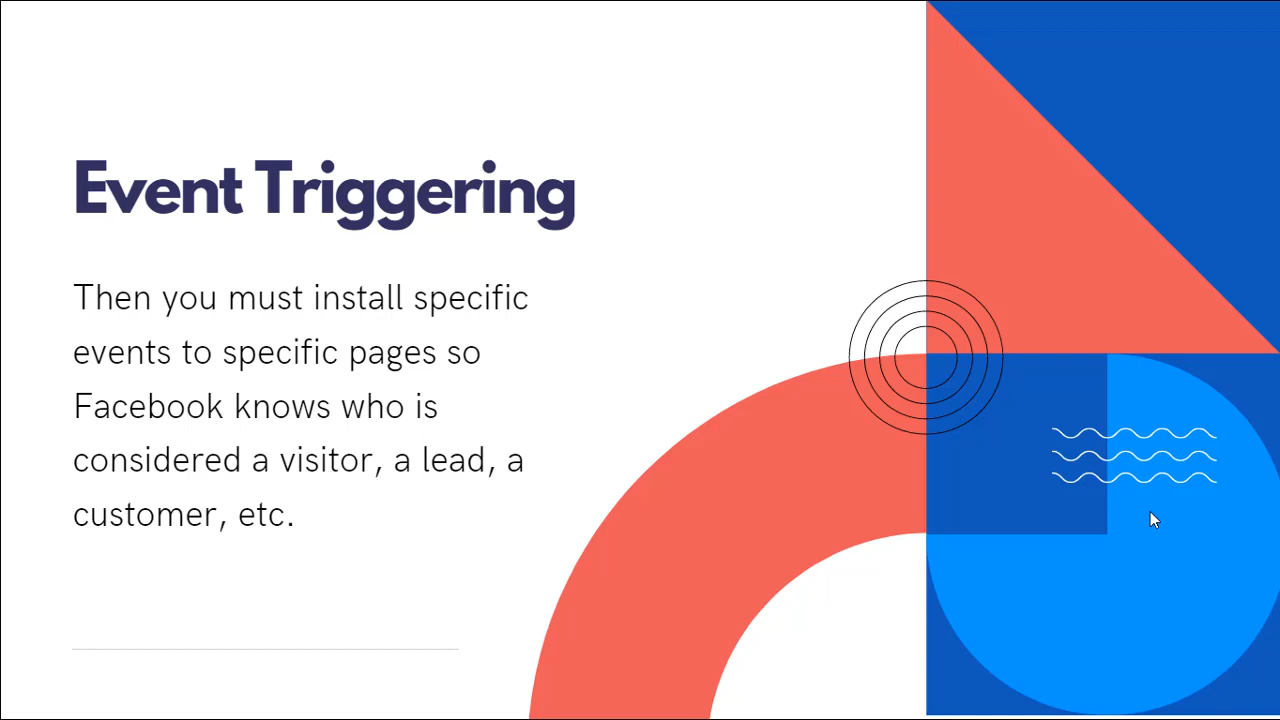 Event Triggering
Then you must install specific
events to specific pages so
Facebook knows who is
considered a visitor, a lead, a
customer, etc.